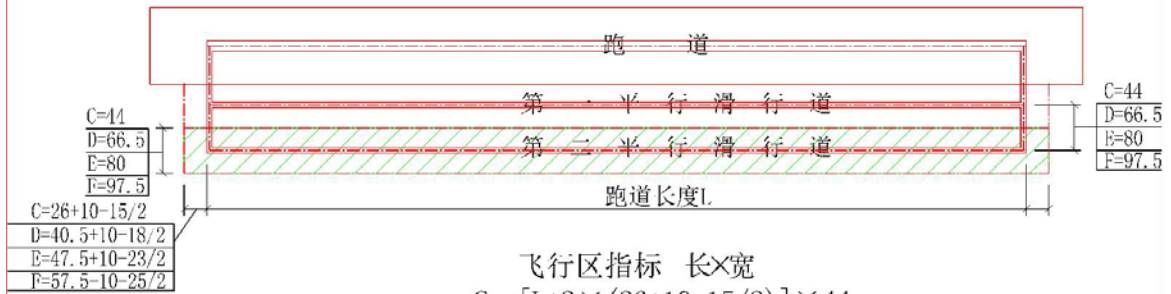 跑 道
第 一 平 行 滑 行 道
第 二 平 行 滑 行 道
C=44
D=66.5
E=80
F=97.5
C=44
D=66.5
E=80
F=97.5
跑道长度L
C=26+10-15/2
D=40.5+10-18/2
E=47.5+10-23/2
F=57.5-10-25/2
飞行区指标 长×宽